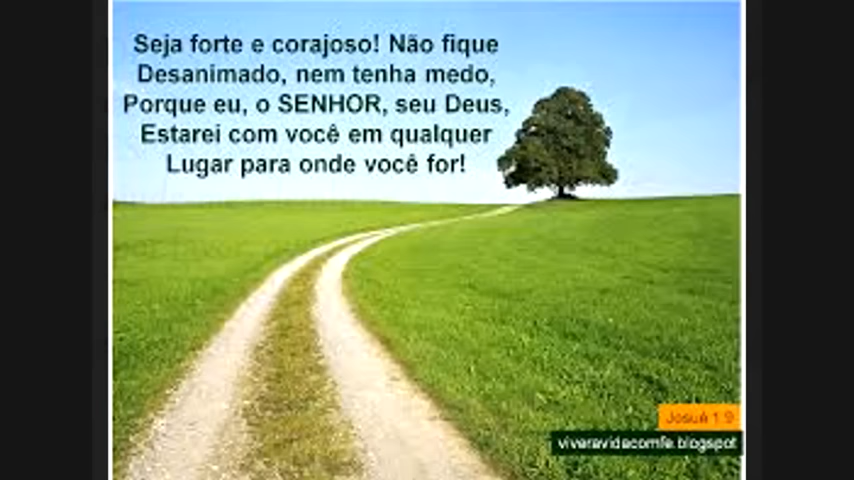 Seja forte e corajoso! Não fique
Desanimado, nem tenha medo,
Porque eu, o SENHOR, seu Deus,
Estarei com você em qualquer
Lugar para onde você for!
Josué 1.9
viveravidacomfe.blogspot